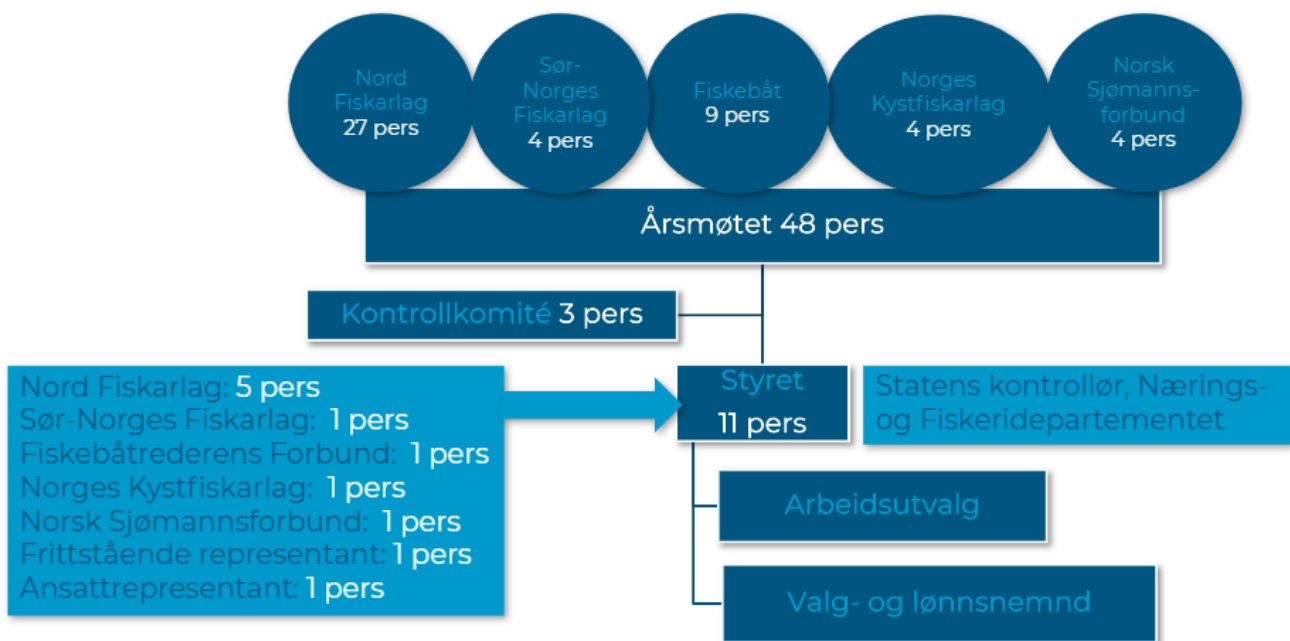 Nord
Fiskarlag
27 pers
Sør-
Norges
Fiskarlag
4 pers
Fiskebåt
9 pers
Norges
Kystfiskarlag
4 pers
Norsk
Sjømanns-
forbund
4 pers
Årsmøtet 48 pers
Kontrollkomité 3 pers
Nord Fiskarlag: 5 pers
Sør-Norges Fiskarlag: 1 pers
Fiskebåtrederens Forbund: 1 pers
Norges Kystfiskarlag: 1 pers
Norsk Sjømannsforbund: 1 pers
Frittstående representant: 1 pers
Ansattrepresentant: 1 pers
Styret
11 pers
Statens kontrollør, Nærings-
og Fiskeridepartementet
Arbeidsutvalg
Valg- og lønnsnemnd